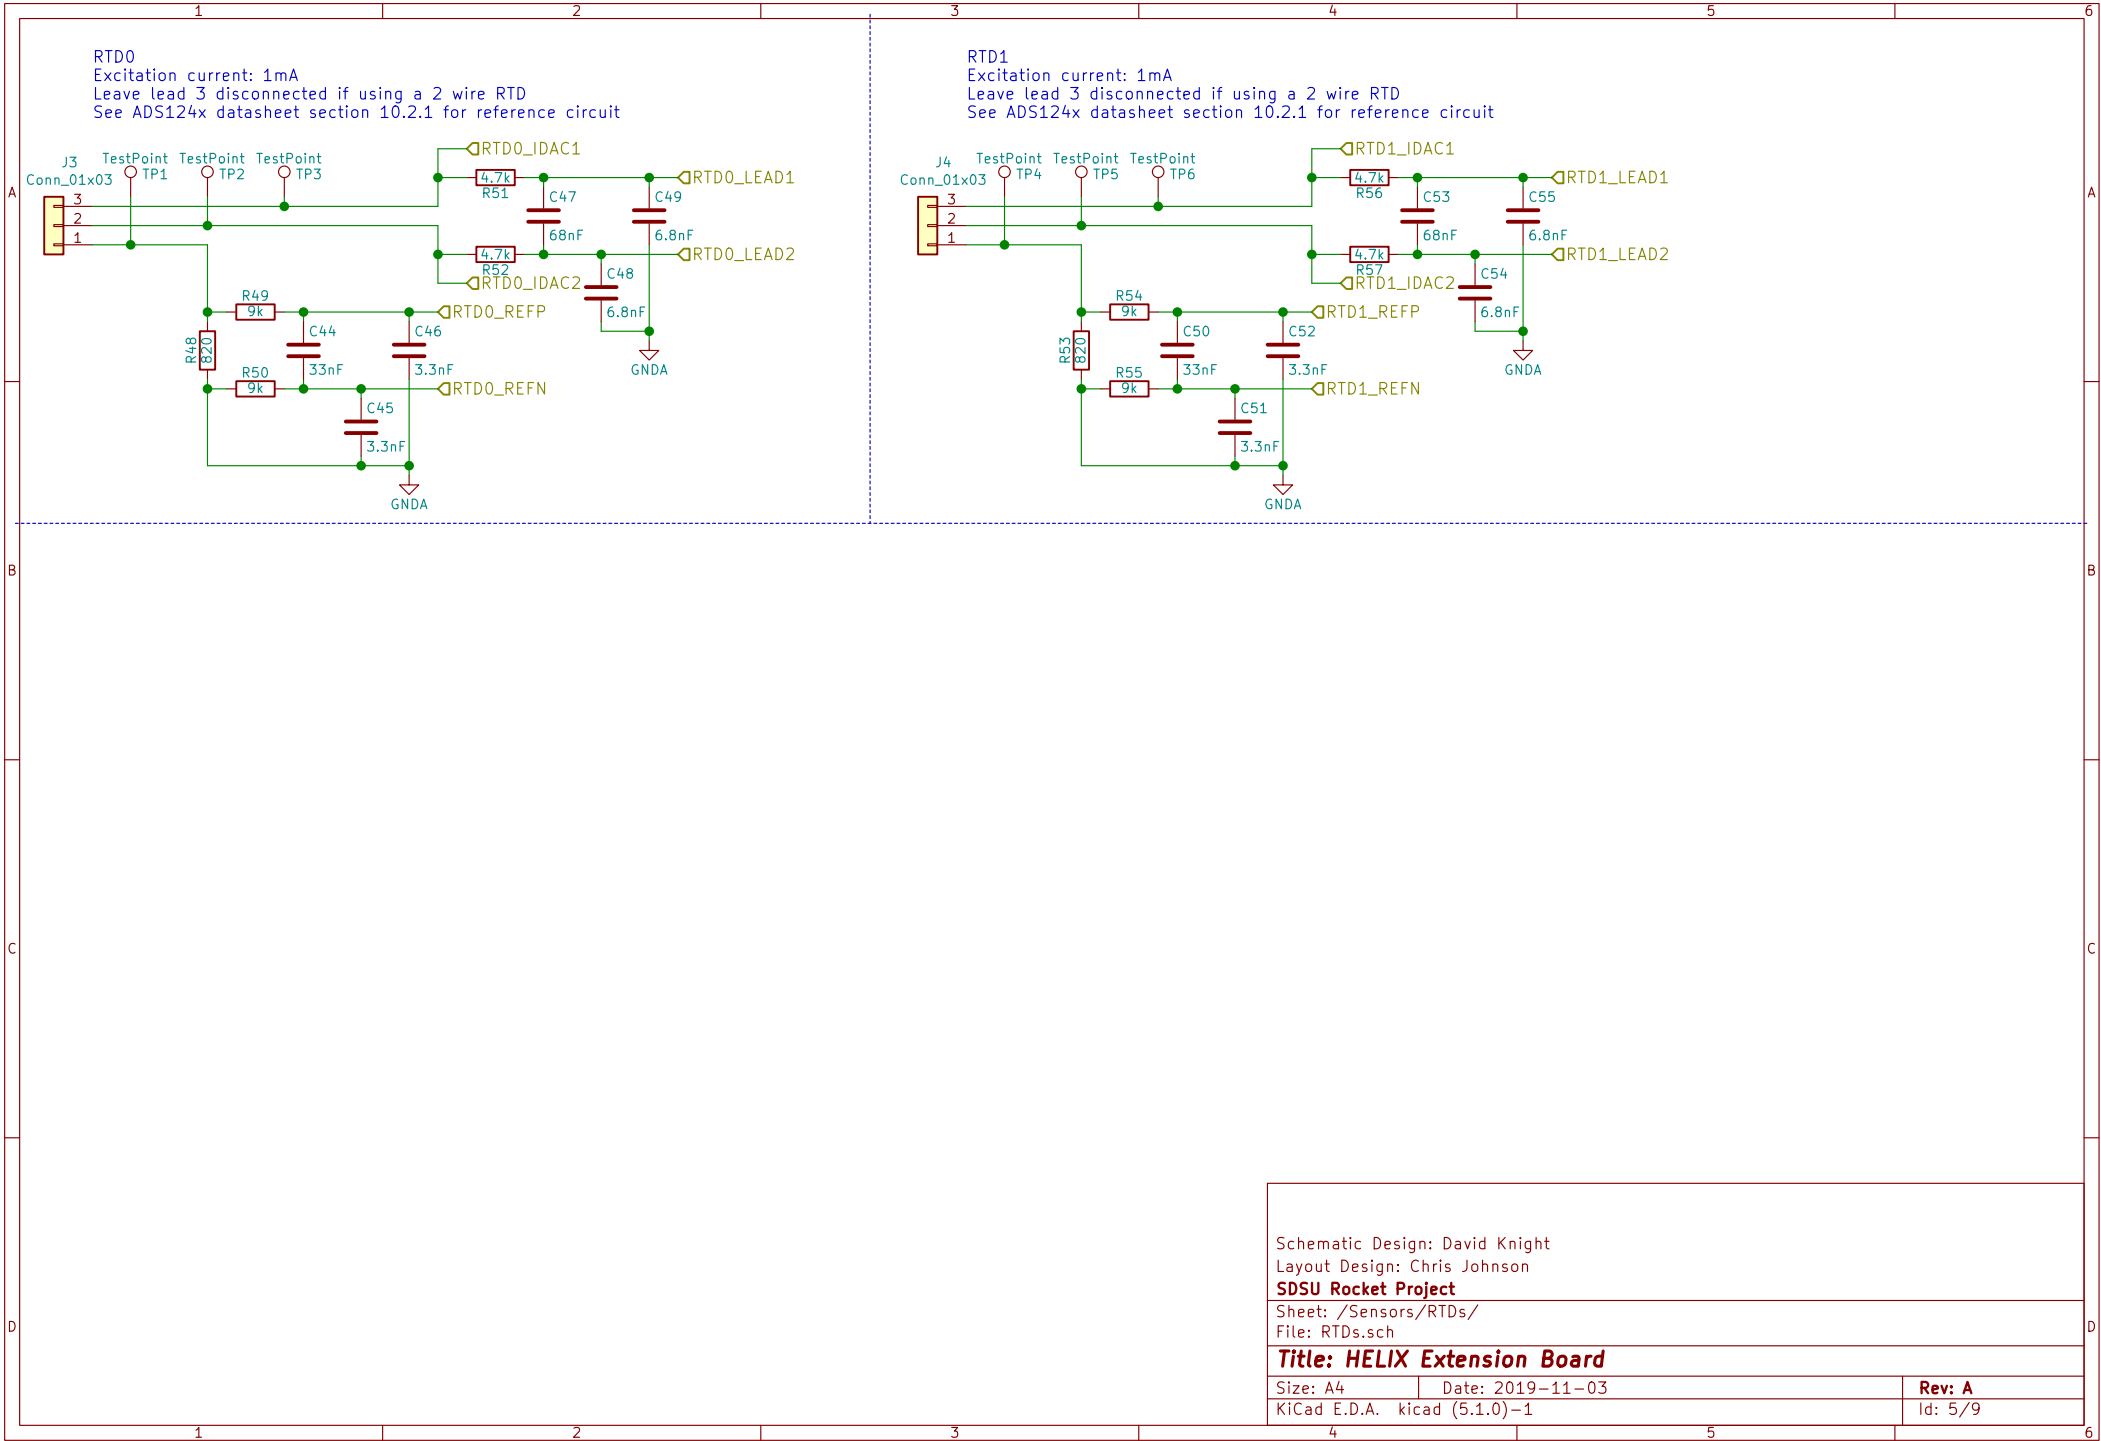 1 2 3 4 5 6
RTD0
Excitation current: 1mA
Leave lead 3 disconnected if using a 2 wire RTD
See ADS124x datasheet section 10.2.1 for reference circuit
RTD0_IDAC1
J3
Conn_01x03
TestPoint TestPoint TestPoint
TP1 TP2 TP3
4.7k
R51
RTD0_LEAD1
A
3
2
1
C47
68nF
C49
6.8nF
4.7k
R52
RTD0_LEAD2
RTD0_IDAC2
C48
6.8nF
GNDA
R49
9k
RTD0_REFP
R48
820
C44
33nF
C46
3.3nF
R50
9k
RTD0_REFN
C45
3.3nF
GNDA
RTD1
Excitation current: 1mA
Leave lead 3 disconnected if using a 2 wire RTD
See ADS124x datasheet section 10.2.1 for reference circuit
RTD1_IDAC1
J4
Conn_01x03
TestPoint TestPoint TestPoint
TP4 TP5 TP6
4.7k
R56
RTD1_LEAD1
A
3
2
1
C53
68nF
C55
6.8nF
4.7k
R57
RTD1_LEAD2
RTD1_IDAC2
C54
6.8nF
GNDA
R54
9k
RTD1_REFP
R53
820
C50
33nF
C52
3.3nF
R55
9k
RTD1_REFN
C51
3.3nF
GNDA
B B
C C
D D
Schematic Design: David Knight
Layout Design: Chris Johnson
SDSU Rocket Project
Sheet: /Sensors/RTDs/
File: RTDs.sch
Title: HELIX Extension Board
Size: A4 Date: 2019-11-03 Rev: A
KiCad E.D.A. kicad (5.1.0)-1 Id: 5/9
1 2 3 4 5 6